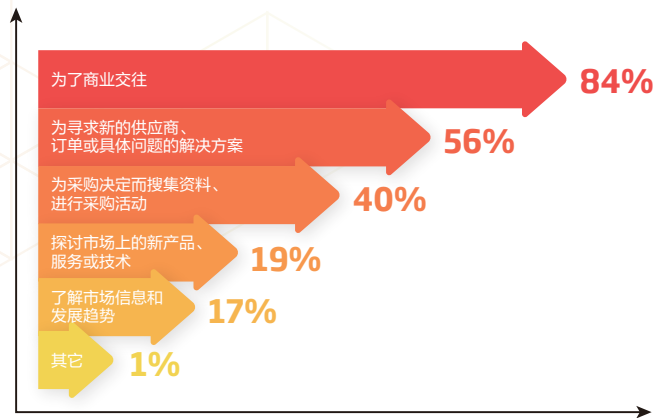 为了商业交往
84%
为寻求新的供应商、
订单或具体问题的解决方案
56%
为采购决定而搜集资料、
进行采购活动
40%
探讨市场上的新产品、
服务或技术
19%
了解市场信息和
发展趋势
17%
其它
1%